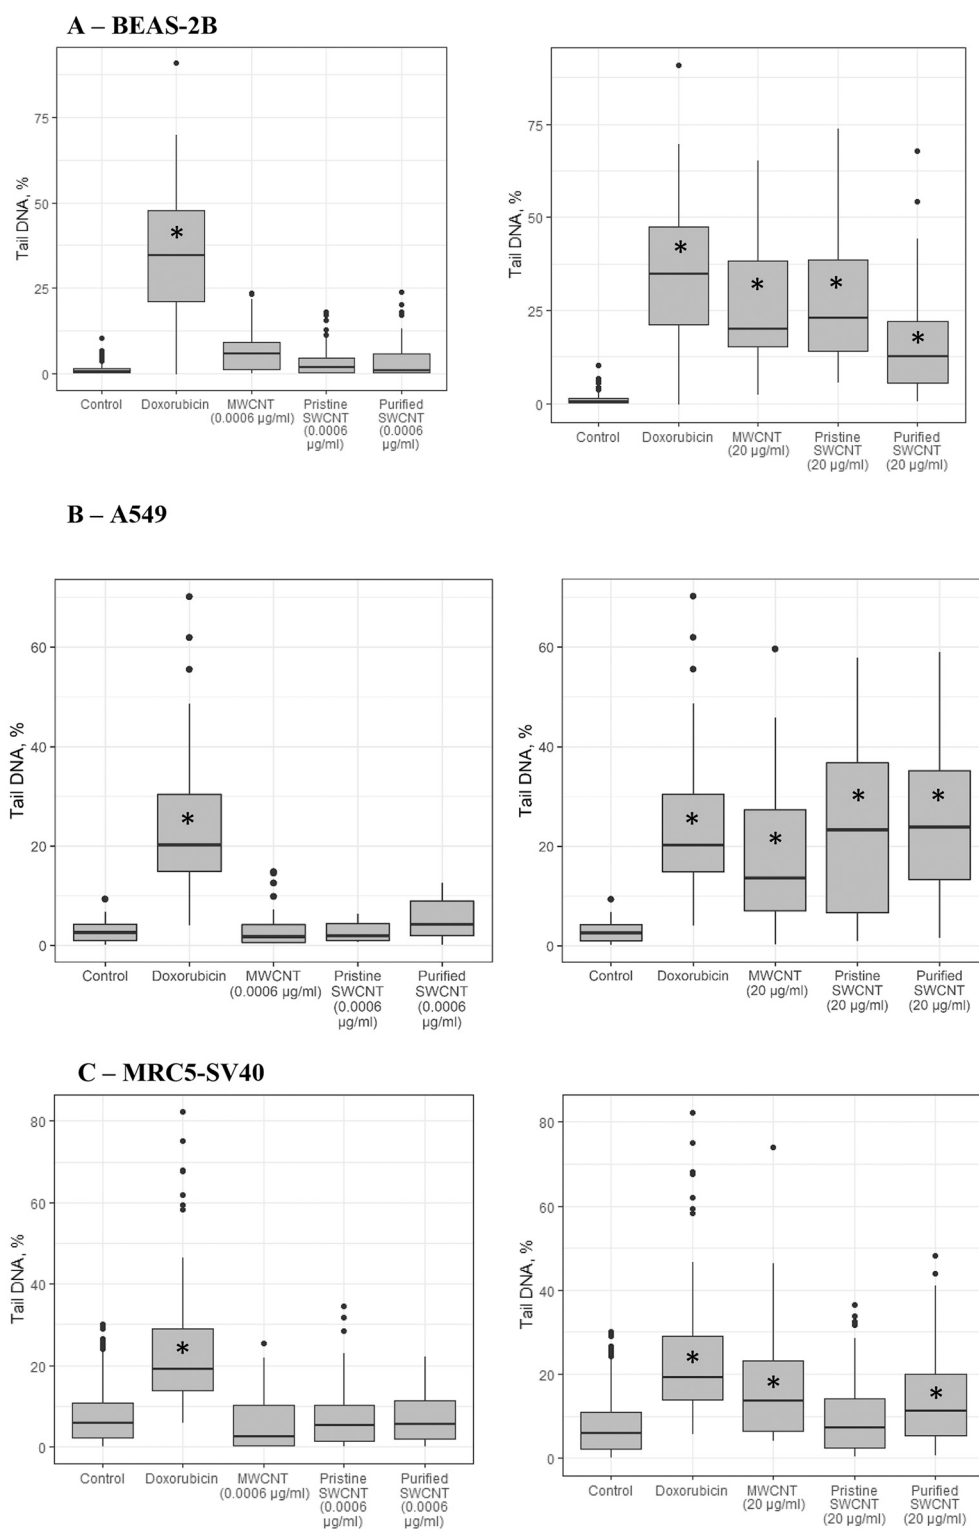 A – BEAS-2B
Tail DNA, %
75
50
25
0
*
Control
Doxorubicin
MWCNT
(0.0006 µg/ml)
Pristine
SWCNT
(0.0006
µg/ml)
Purified
SWCNT
(0.0006
µg/ml)
Tail DNA, %
75
50
25
0
*
*
*
*
Control
Doxorubicin
MWCNT
(20 µg/ml)
Pristine
SWCNT
(20 µg/ml)
Purified
SWCNT
(20 µg/ml)
B – A549
Tail DNA, %
60
40
20
0
*
Control
Doxorubicin
MWCNT
(0.0006 µg/ml)
Pristine
SWCNT
(0.0006
µg/ml)
Purified
SWCNT
(0.0006
µg/ml)
Tail DNA, %
60
40
20
0
*
*
*
*
Control
Doxorubicin
MWCNT
(20 µg/ml)
Pristine
SWCNT
(20 µg/ml)
Purified
SWCNT
(20 µg/ml)
C – MRC5-SV40
Tail DNA, %
80
60
40
20
0
*
Control
Doxorubicin
MWCNT
(0.0006 µg/ml)
Pristine
SWCNT
(0.0006
µg/ml)
Purified
SWCNT
(0.0006
µg/ml)
Tail DNA, %
80
60
40
20
0
*
*
*
Control
Doxorubicin
MWCNT
(20 µg/ml)
Pristine
SWCNT
(20 µg/ml)
Purified
SWCNT
(20 µg/ml)